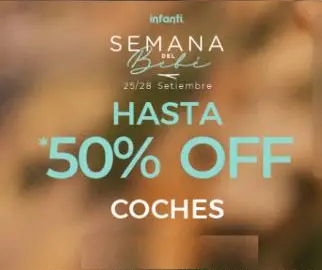 infanti.
SEMANA
DEL
Bebé
25/28 Setiembre
HASTA
*50% OFF
COCHES